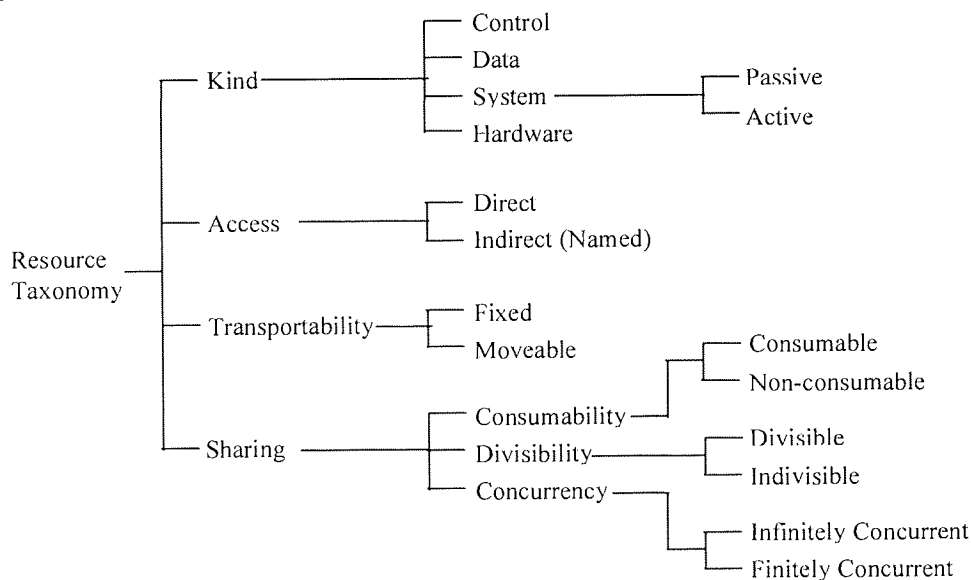 Control
Data
Kind
System
Passive
Active
Hardware
Direct
Access
Indirect (Named)
Resource
Taxonomy
Fixed
Transportability
Moveable
Consumable
Non-consumable
Consumability
Sharing
Divisibility
Divisible
Indivisible
Concurrency
Infinitely Concurrent
Finitely Concurrent